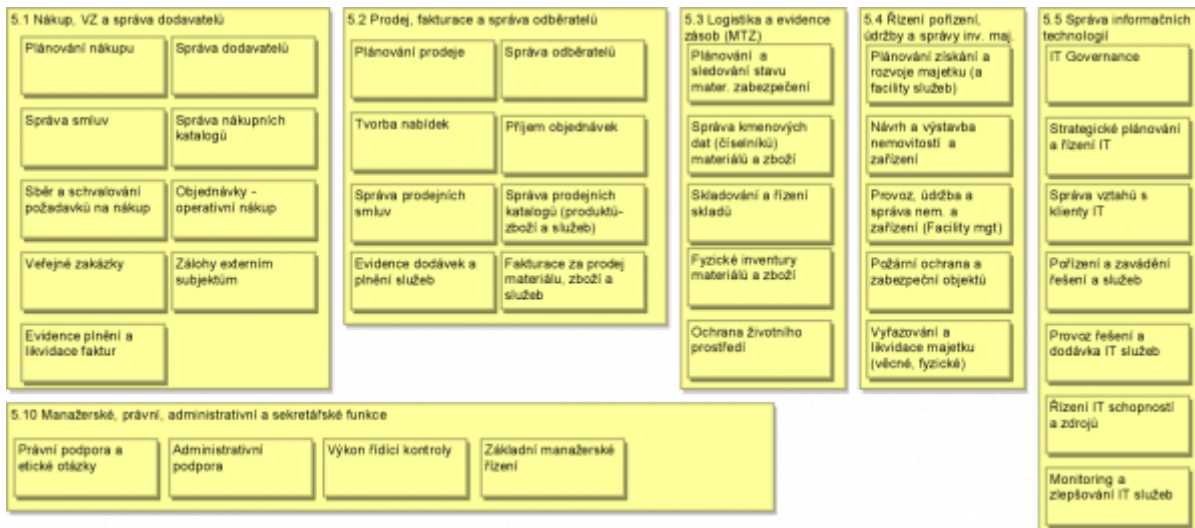 5.1 Nákup, VZ a správa dodavatelů
Plánování nákupu
Správa dodavatelů
Správa smluv
Správa nákupních
katalogů
Sběr a schvalování
požadavků na nákup
Objednávky -
operativní nákup
Veřejné zakázky
Zálohy externím
subjektům
Evidence plnění a
likvidace faktur
5.2 Prodej, fakturace a správa odběratelů
Plánování prodeje
Správa odběratelů
Tvorba nabídek
Příjem objednávek
Správa prodejních
smluv
Správa prodejních
katalogů (produktů-
zboží a služeb)
Evidence dodávek a
plnění služeb
Fakturace za prodej
materiálu, zboží a
služeb
5.3 Logistika a evidence
zásob (MTZ)
Plánování a
sledování stavu
mater. zabezpečení
Správa kmenových
dat (číselníků)
materiálů a zboží
Skladování a řízení
skladů
Fyzické inventury
materiálů a zboží
Ochrana životního
prostředí
5.4 Řízení pořízení,
údržby a správy inv. maj.
Plánování získání a
rozvoje majetku (a
facility služeb)
Návrh a výstavba
nemovitostí a
zařízení
Provoz, údržba a
správa nem. a
zařízení (Facility mgt)
Požární ochrana a
zabezpeční objektů
Vyřazování a
likvidace majetku
(věcné, fyzické)
5.5 Správa informačních
technologií
IT Governance
Strategické plánování
a řízení IT
Správa vztahů s
klienty IT
Pořízení a zavádění
řešení a služeb
Provoz řešení a
dodávka IT služeb
Řízení IT schopností
a zdrojů
Monitoring a
zlepšování IT služeb
5.10 Manažerské, právní, administrativní a sekretářské funkce
Právní podpora a
etické otázky
Administrativní
podpora
Výkon řídící kontroly
Základní manažerské
řízení